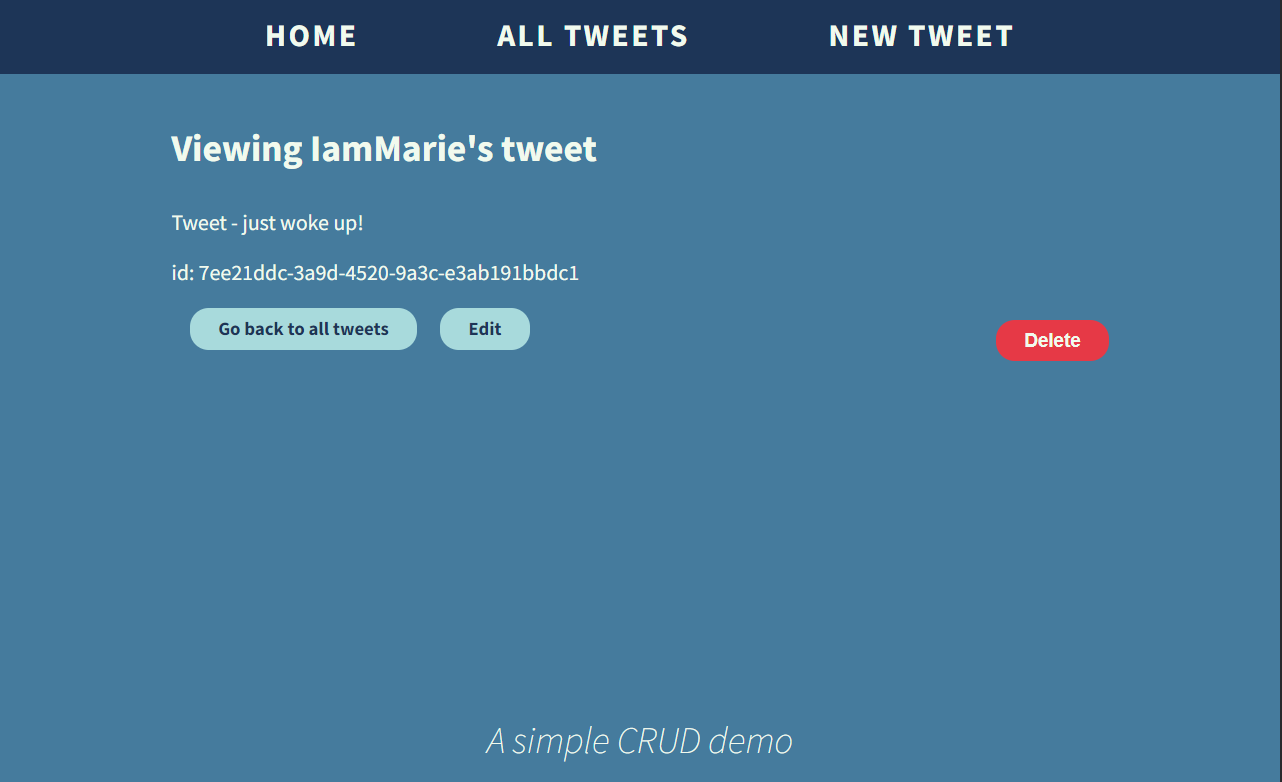 HOME ALL TWEETS NEW TWEET
Viewing IamMarie's tweet
Tweet - just woke up!
id: 7ee21ddc-3a9d-4520-9a3c-e3ab191bbdc1
Go back to all tweets Edit Delete
A simple CRUD demo